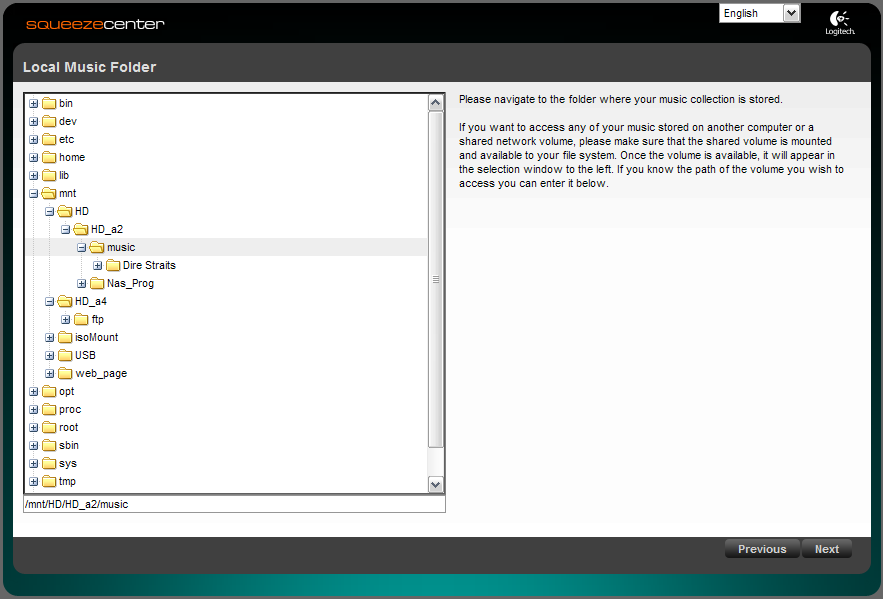 English
squeezecenter
Logitech
Local Music Folder
bin
dev
etc
home
lib
mnt
HD
HD_a2
music
Dire Straits
Nas_Prog
HD_a4
ftp
isoMount
USB
web_page
opt
proc
root
sbin
sys
tmp
/mnt/HD/HD_a2/music
Please navigate to the folder where your music collection is stored.
If you want to access any of your music stored on another computer or a
shared network volume, please make sure that the shared volume is mounted
and available to your file system. Once the volume is available, it will appear in
the selection window to the left. If you know the path of the volume you wish to
access you can enter it below.
Previous
Next